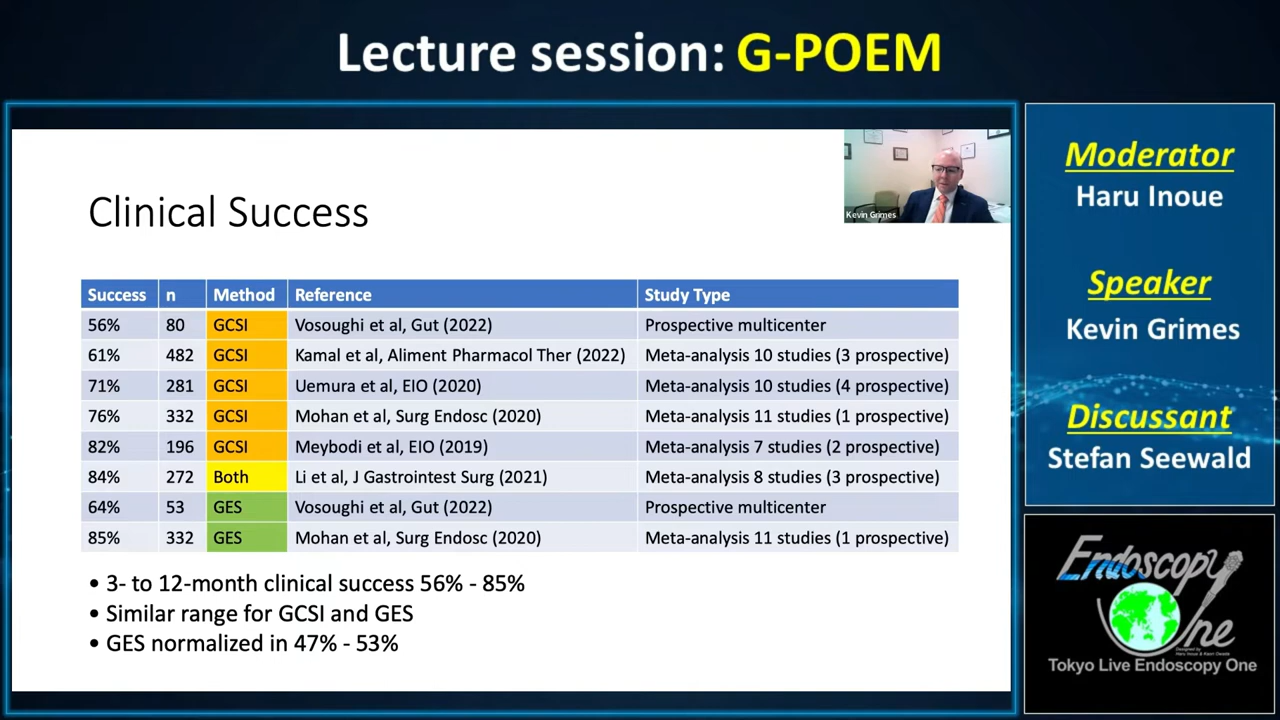 Lecture session: G-POEM
Kevin Grimes
Clinical Success
Success n Method Reference Study Type
56% 80 GCSI Vosoughi et al, Gut (2022) Prospective multicenter
61% 482 GCSI Kamal et al, Aliment Pharmacol Ther (2022) Meta-analysis 10 studies (3 prospective)
71% 281 GCSI Uemura et al, EIO (2020) Meta-analysis 10 studies (4 prospective)
76% 332 GCSI Mohan et al, Surg Endosc (2020) Meta-analysis 11 studies (1 prospective)
82% 196 GCSI Meybodi et al, EIO (2019) Meta-analysis 7 studies (2 prospective)
84% 272 Both Li et al, J Gastrointest Surg (2021) Meta-analysis 8 studies (3 prospective)
64% 53 GES Vosoughi et al, Gut (2022) Prospective multicenter
85% 332 GES Mohan et al, Surg Endosc (2020) Meta-analysis 11 studies (1 prospective)
• 3- to 12-month clinical success 56% - 85%
• Similar range for GCSI and GES
• GES normalized in 47% - 53%
Moderator
Haru Inoue
Speaker
Kevin Grimes
Discussant
Stefan Seewald
Endoscopy
One
Tokyo Live Endoscopy One